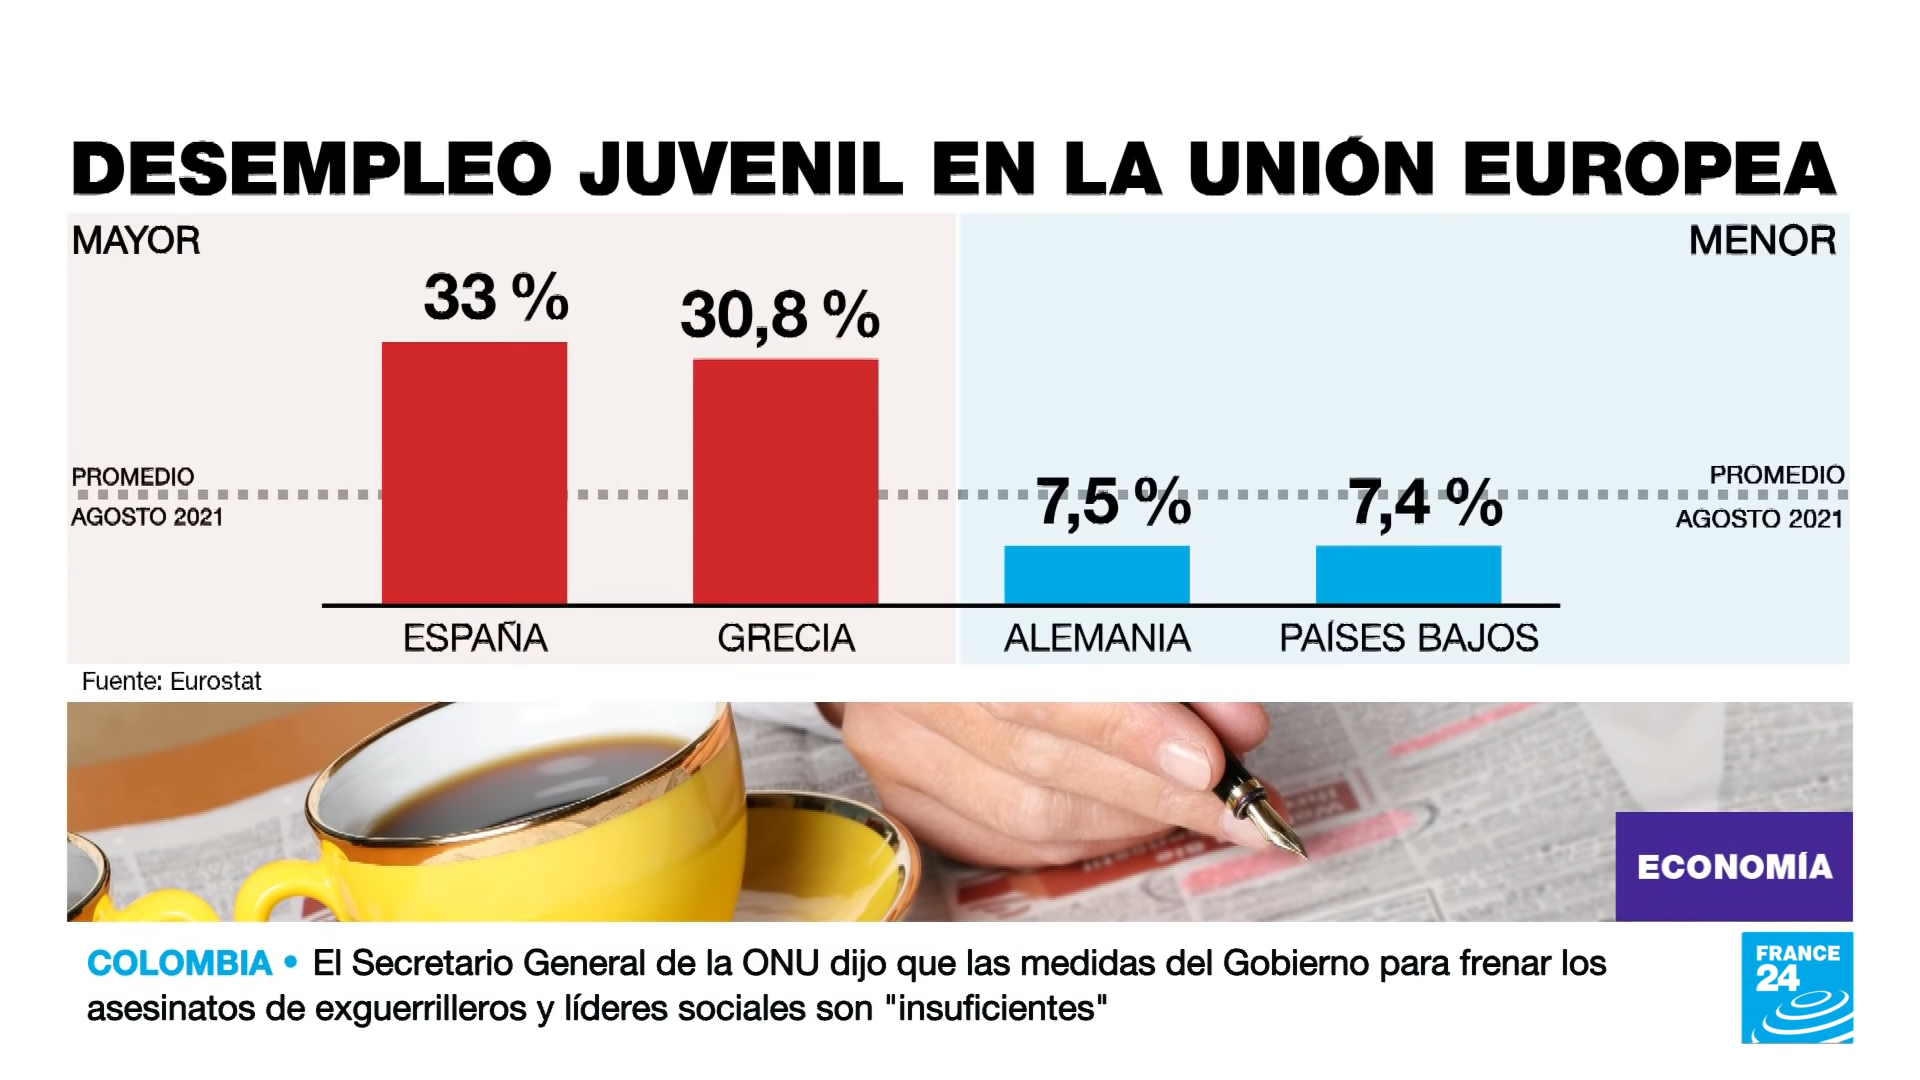 DESEMPLEO JUVENIL EN LA UNIÓN EUROPEA
MAYOR
MENOR
33 %
30,8 %
7,5 %
7,4 %
PROMEDIO
AGOSTO 2021
PROMEDIO
AGOSTO 2021
ESPAÑA
GRECIA
ALEMANIA
PAÍSES BAJOS
Fuente: Eurostat
ECONOMÍA
COLOMBIA • El Secretario General de la ONU dijo que las medidas del Gobierno para frenar los
asesinatos de exguerrilleros y líderes sociales son "insuficientes"
FRANCE
24